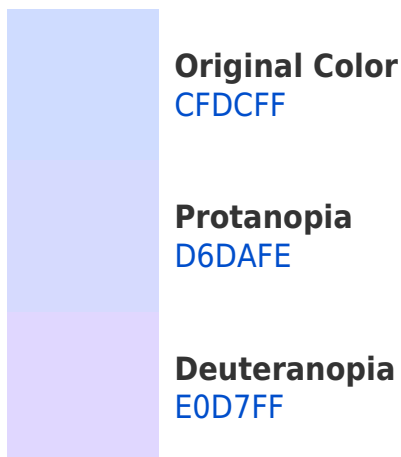 Original Color
CFDCFF
Protanopia
D6DAFE
Deuteranopia
E0D7FF